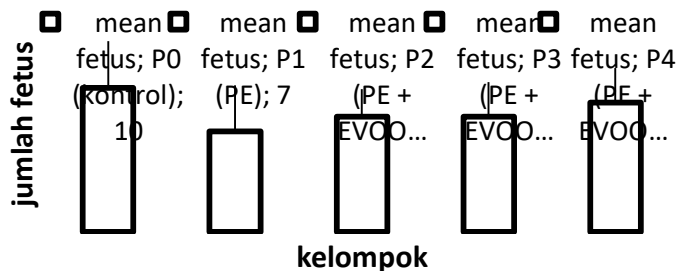 jumlah fetus
mean fetus; P0 (kontrol); 10
mean fetus; P1 (PE); 7
mean fetus; P2 (PE + EVOO...
mean fetus; P3 (PE + EVOO...
mean fetus; P4 (PE + EVOO...
kelompok